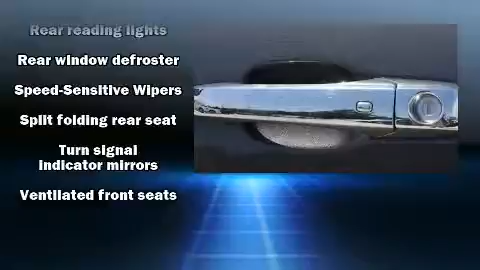 Rear reading lights
Rear window defroster
Speed-Sensitive Wipers
Split folding rear seat
Turn signal
indicator mirrors
Ventilated front seats